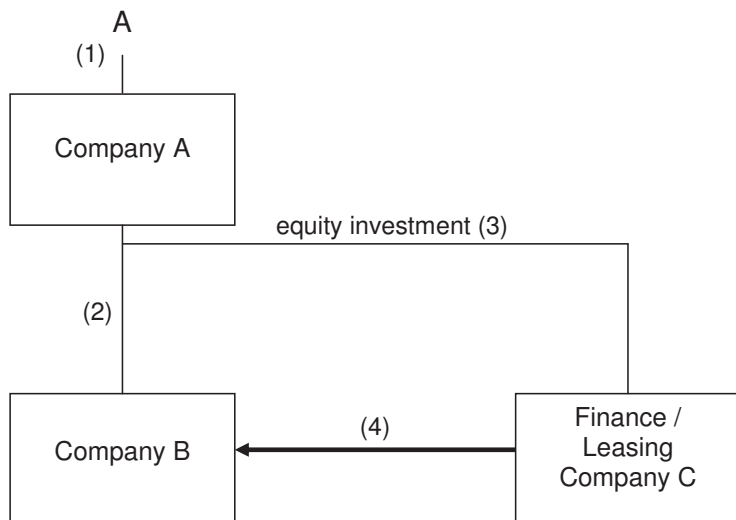 A
(1)
Company A
equity investment (3)
(2)
Company B
(4)
Finance /
Leasing
Company C